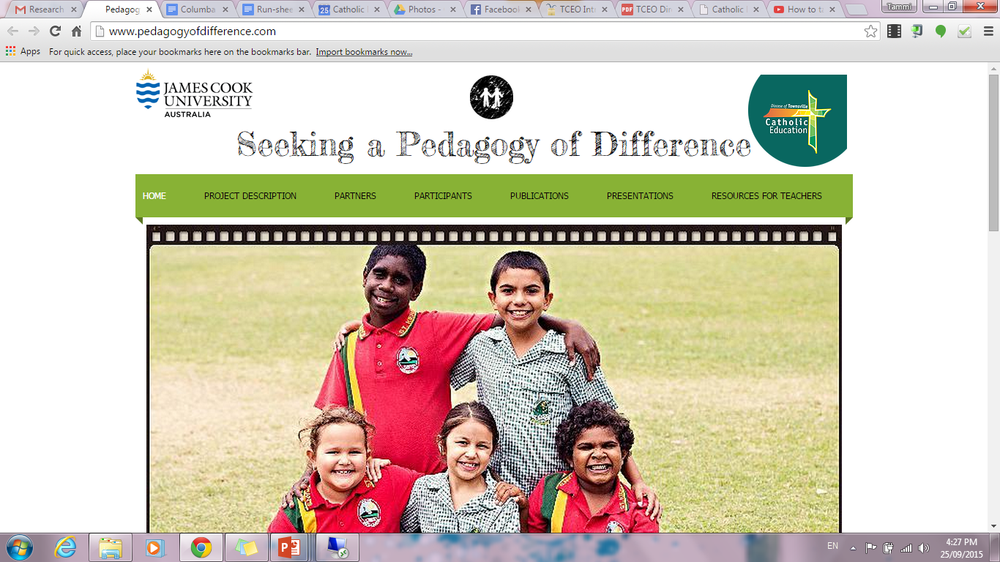 Research
Pedagog
Columba
Run-shee
25 Catholic
Photos -
Facebook
TCEO Int
PDF TCEO Dir
Catholic
How to ta
Tammi
www.pedagogyofdifference.com
Apps For quick access, place your bookmarks here on the bookmarks bar. Import bookmarks now...
JAMES COOK
UNIVERSITY
AUSTRALIA
Diocese of Townsville
Catholic
Education
Seeking a Pedagogy of Difference
HOME PROJECT DESCRIPTION PARTNERS PARTICIPANTS PUBLICATIONS PRESENTATIONS RESOURCES FOR TEACHERS
EN
4:27 PM
25/09/2015